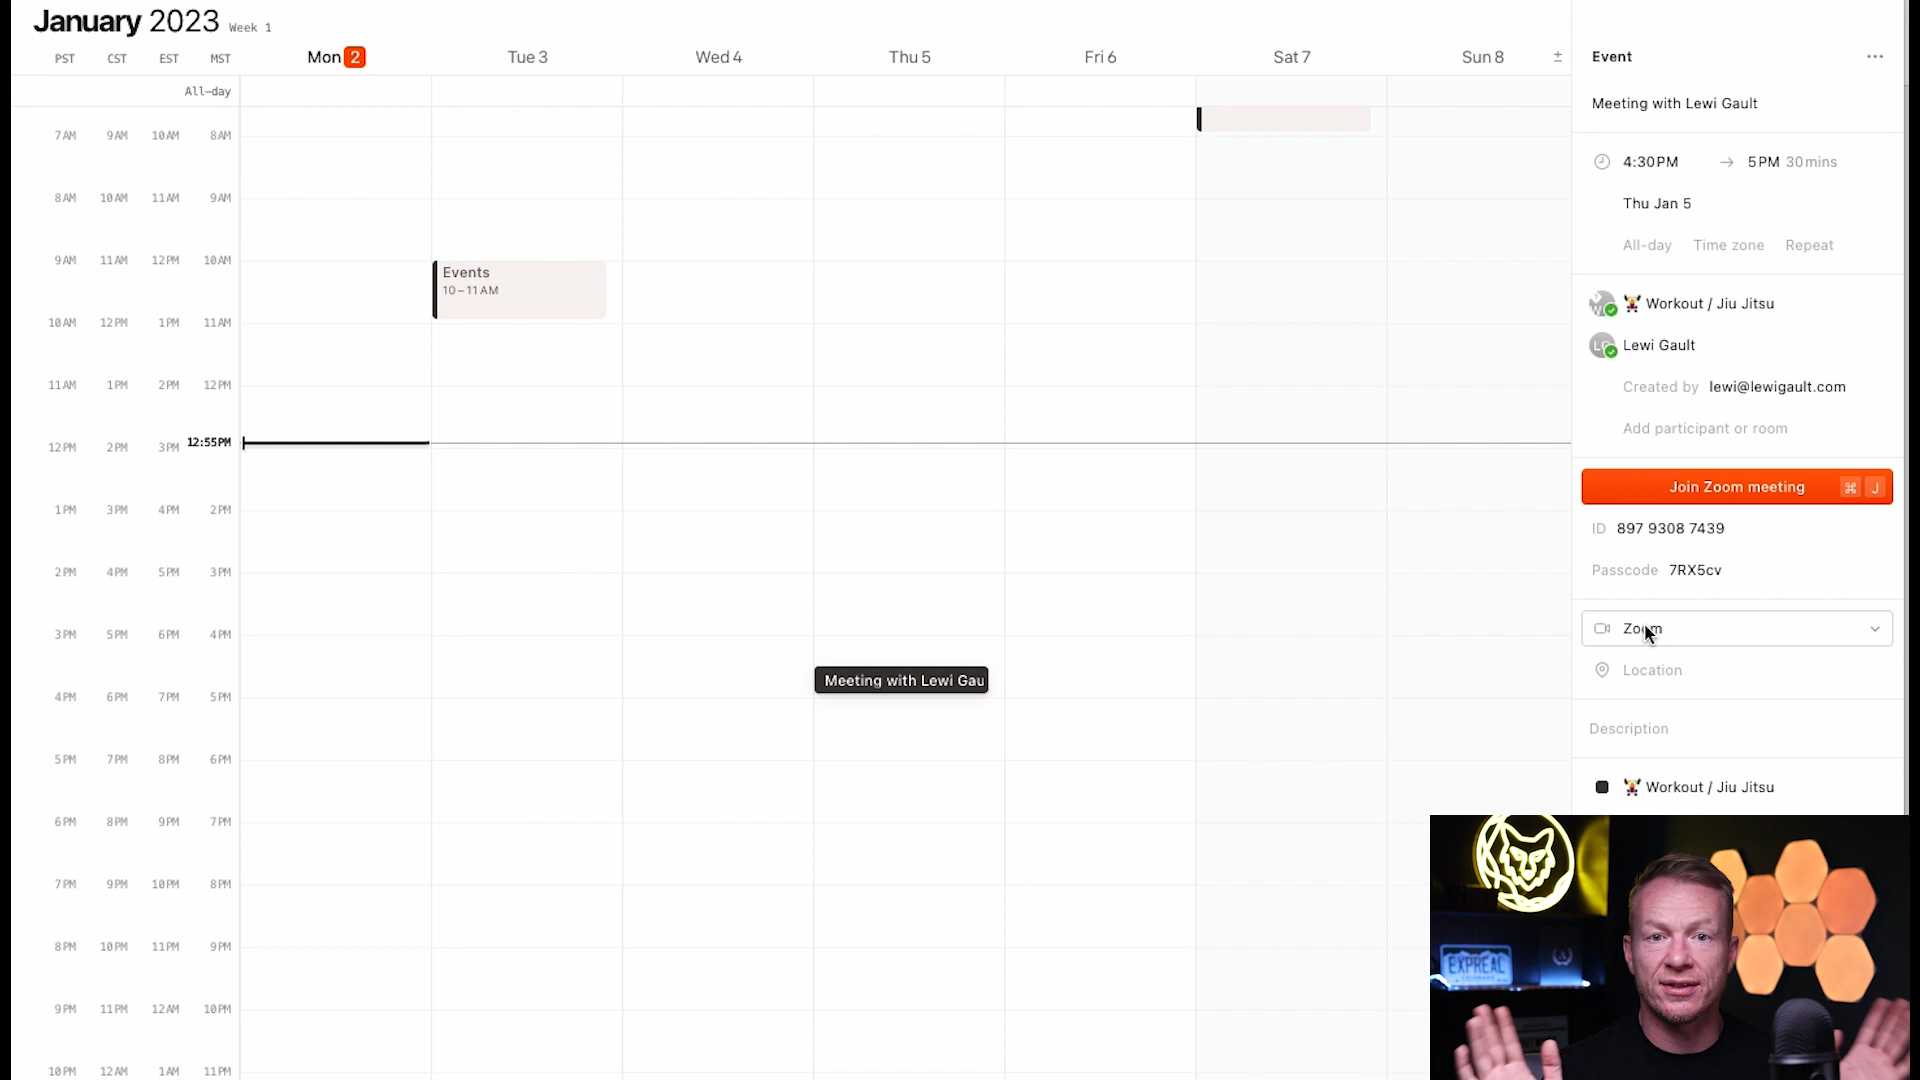 January 2023 Week 1
PST CST EST MST Mon 2 Tue 3 Wed 4 Thu 5 Fri 6 Sat 7 Sun 8 ±
All-day
7AM 9AM 10AM 8AM
8AM 10AM 11AM 9AM
9AM 11AM 12PM 10AM
10AM 12PM 1PM 11AM
11AM 1PM 2PM 12PM
12PM 2PM 3PM 12:55PM
1PM 3PM 4PM 2PM
2PM 4PM 5PM 3PM
3PM 5PM 6PM 4PM
4PM 6PM 7PM 5PM
5PM 7PM 8PM 6PM
6PM 8PM 9PM 7PM
7PM 9PM 10PM 8PM
8PM 10PM 11PM 9PM
9PM 11PM 12AM 10PM
10PM 12AM 1AM 11PM
Events
10–11AM
Meeting with Lewi Gau
Event
Meeting with Lewi Gault
4:30PM → 5PM 30mins
Thu Jan 5
All-day Time zone Repeat
Workout / Jiu Jitsu
LG Lewi Gault
Created by lewi@lewigault.com
Add participant or room
Join Zoom meeting ⌘ J
ID 897 9308 7439
Passcode 7RX5cv
Zoom
Location
Description
Workout / Jiu Jitsu
EXPREAL